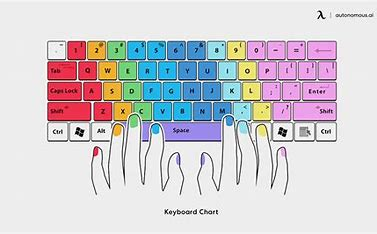 λ | autonomous.ai
~ ! 1 @ 2 # 3 $ 4 % 5 ^ 6 & 7 * 8 ( 9 ) 0 - + =
Tab Q W E R T Y U I O P { [ } ]
Caps Lock A S D F G H J K L : ; Enter
Shift Z X C V B N M < , > . ? / Shift
Ctrl Alt Space Ctrl
Keyboard Chart